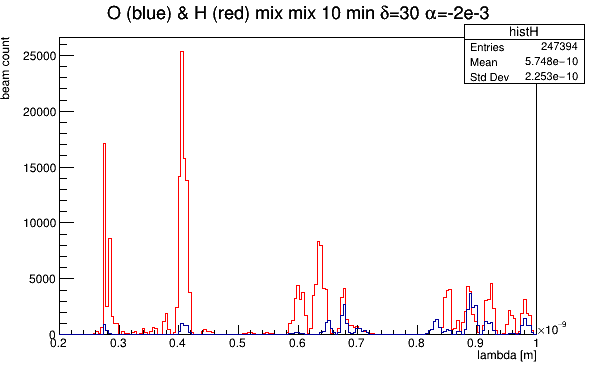 O (blue) & H (red) mix mix 10 min δ=30 α=-2e-3
histH
Entries 247394
Mean 5.748e−10
Std Dev 2.253e−10
beam count
25000
20000
15000
10000
5000
0
0.2 0.3 0.4 0.5 0.6 0.7 0.8 0.9 1
×10⁻⁹
lambda [m]